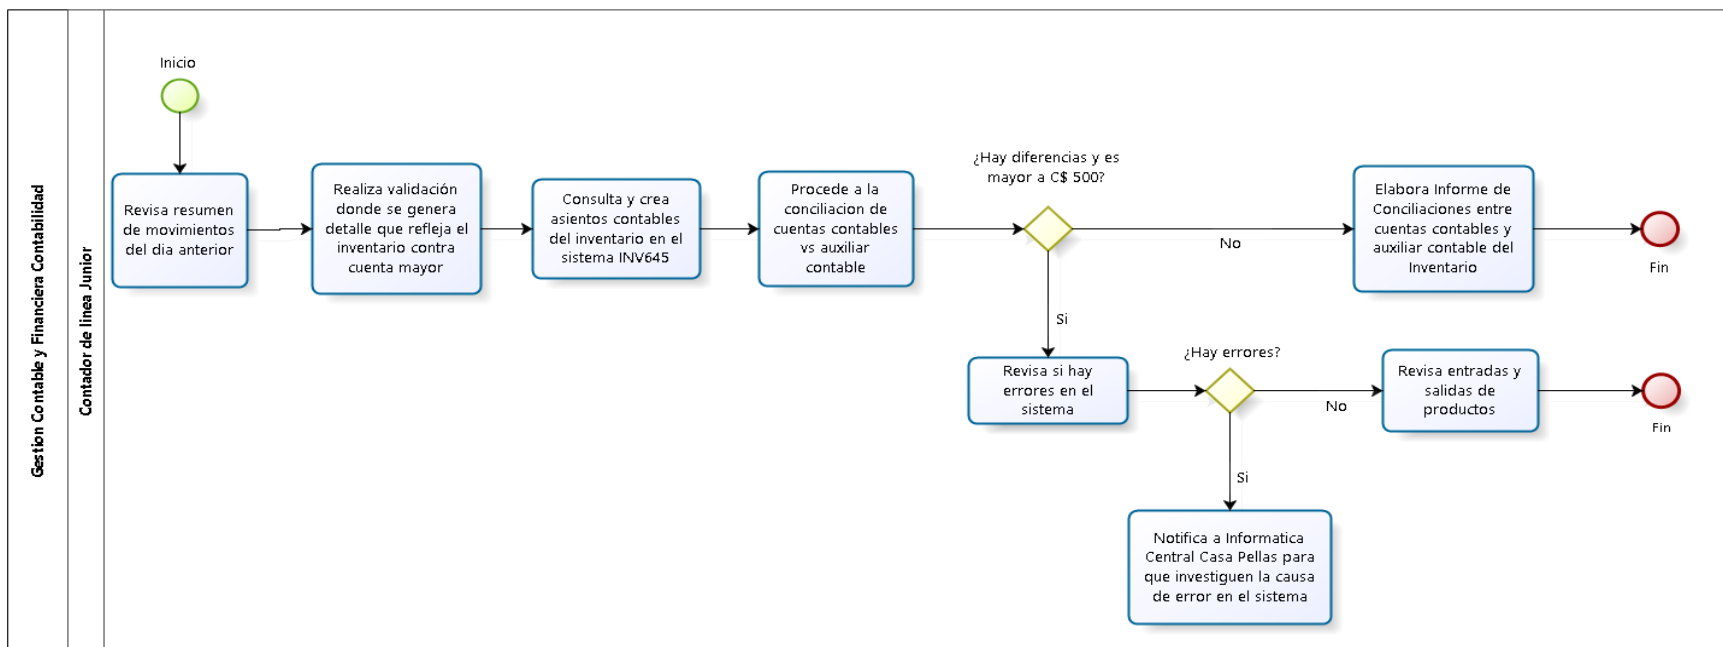 Gestion Contable y Financiera Contabilidad
Contador de linea Junior
Inicio
Revisa resumen
de movimientos
del dia anterior
Realiza validación
donde se genera
detalle que refleja el
inventario contra
cuenta mayor
Consulta y crea
asientos contables
del inventario en el
sistema INV645
Procede a la
conciliacion de
cuentas contables
vs auxiliar
contable
¿Hay diferencias y es
mayor a C$ 500?
No
Elabora Informe de
Conciliaciones entre
cuentas contables y
auxiliar contable del
Inventario
Fin
Si
Revisa si hay
errores en el
sistema
¿Hay errores?
No
Revisa entradas y
salidas de
productos
Fin
Si
Notifica a Informatica
Central Casa Pellas para
que investiguen la causa
de error en el sistema